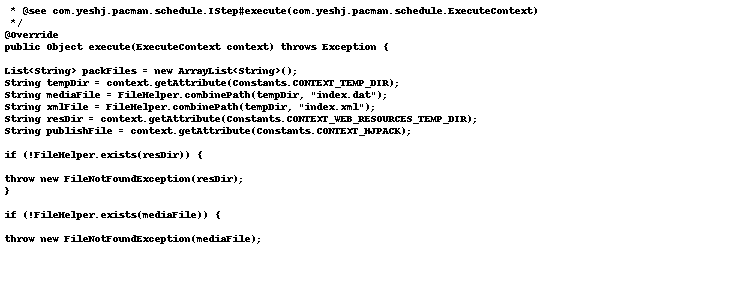 * @see com.yeshj.pacman.schedule.IStep#execute(com.yeshj.pacman.schedule.ExecuteContext)
*/
@Override
public Object execute(ExecuteContext context) throws Exception {
List<String> packFiles = new ArrayList<String>();
String tempDir = context.getAttribute(Constants.CONTEXT_TEMP_DIR);
String mediaFile = FileHelper.combinePath(tempDir, "index.dat");
String xmlFile = FileHelper.combinePath(tempDir, "index.xml");
String resDir = context.getAttribute(Constants.CONTEXT_WEB_RESOURCES_TEMP_DIR);
String publishFile = context.getAttribute(Constants.CONTEXT_HJPACK);
if (!FileHelper.exists(resDir)) {
throw new FileNotFoundException(resDir);
}
if (!FileHelper.exists(mediaFile)) {
throw new FileNotFoundException(mediaFile);